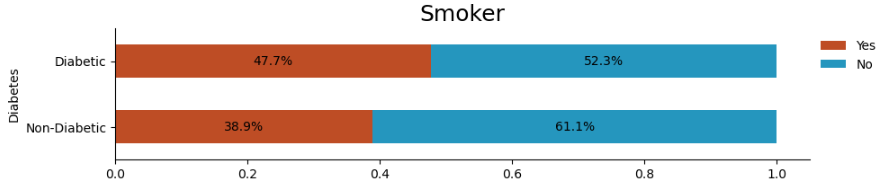 Smoker
Diabetes
Diabetic
47.7%
52.3%
Yes
No
Non-Diabetic
38.9%
61.1%
0.0
0.2
0.4
0.6
0.8
1.0